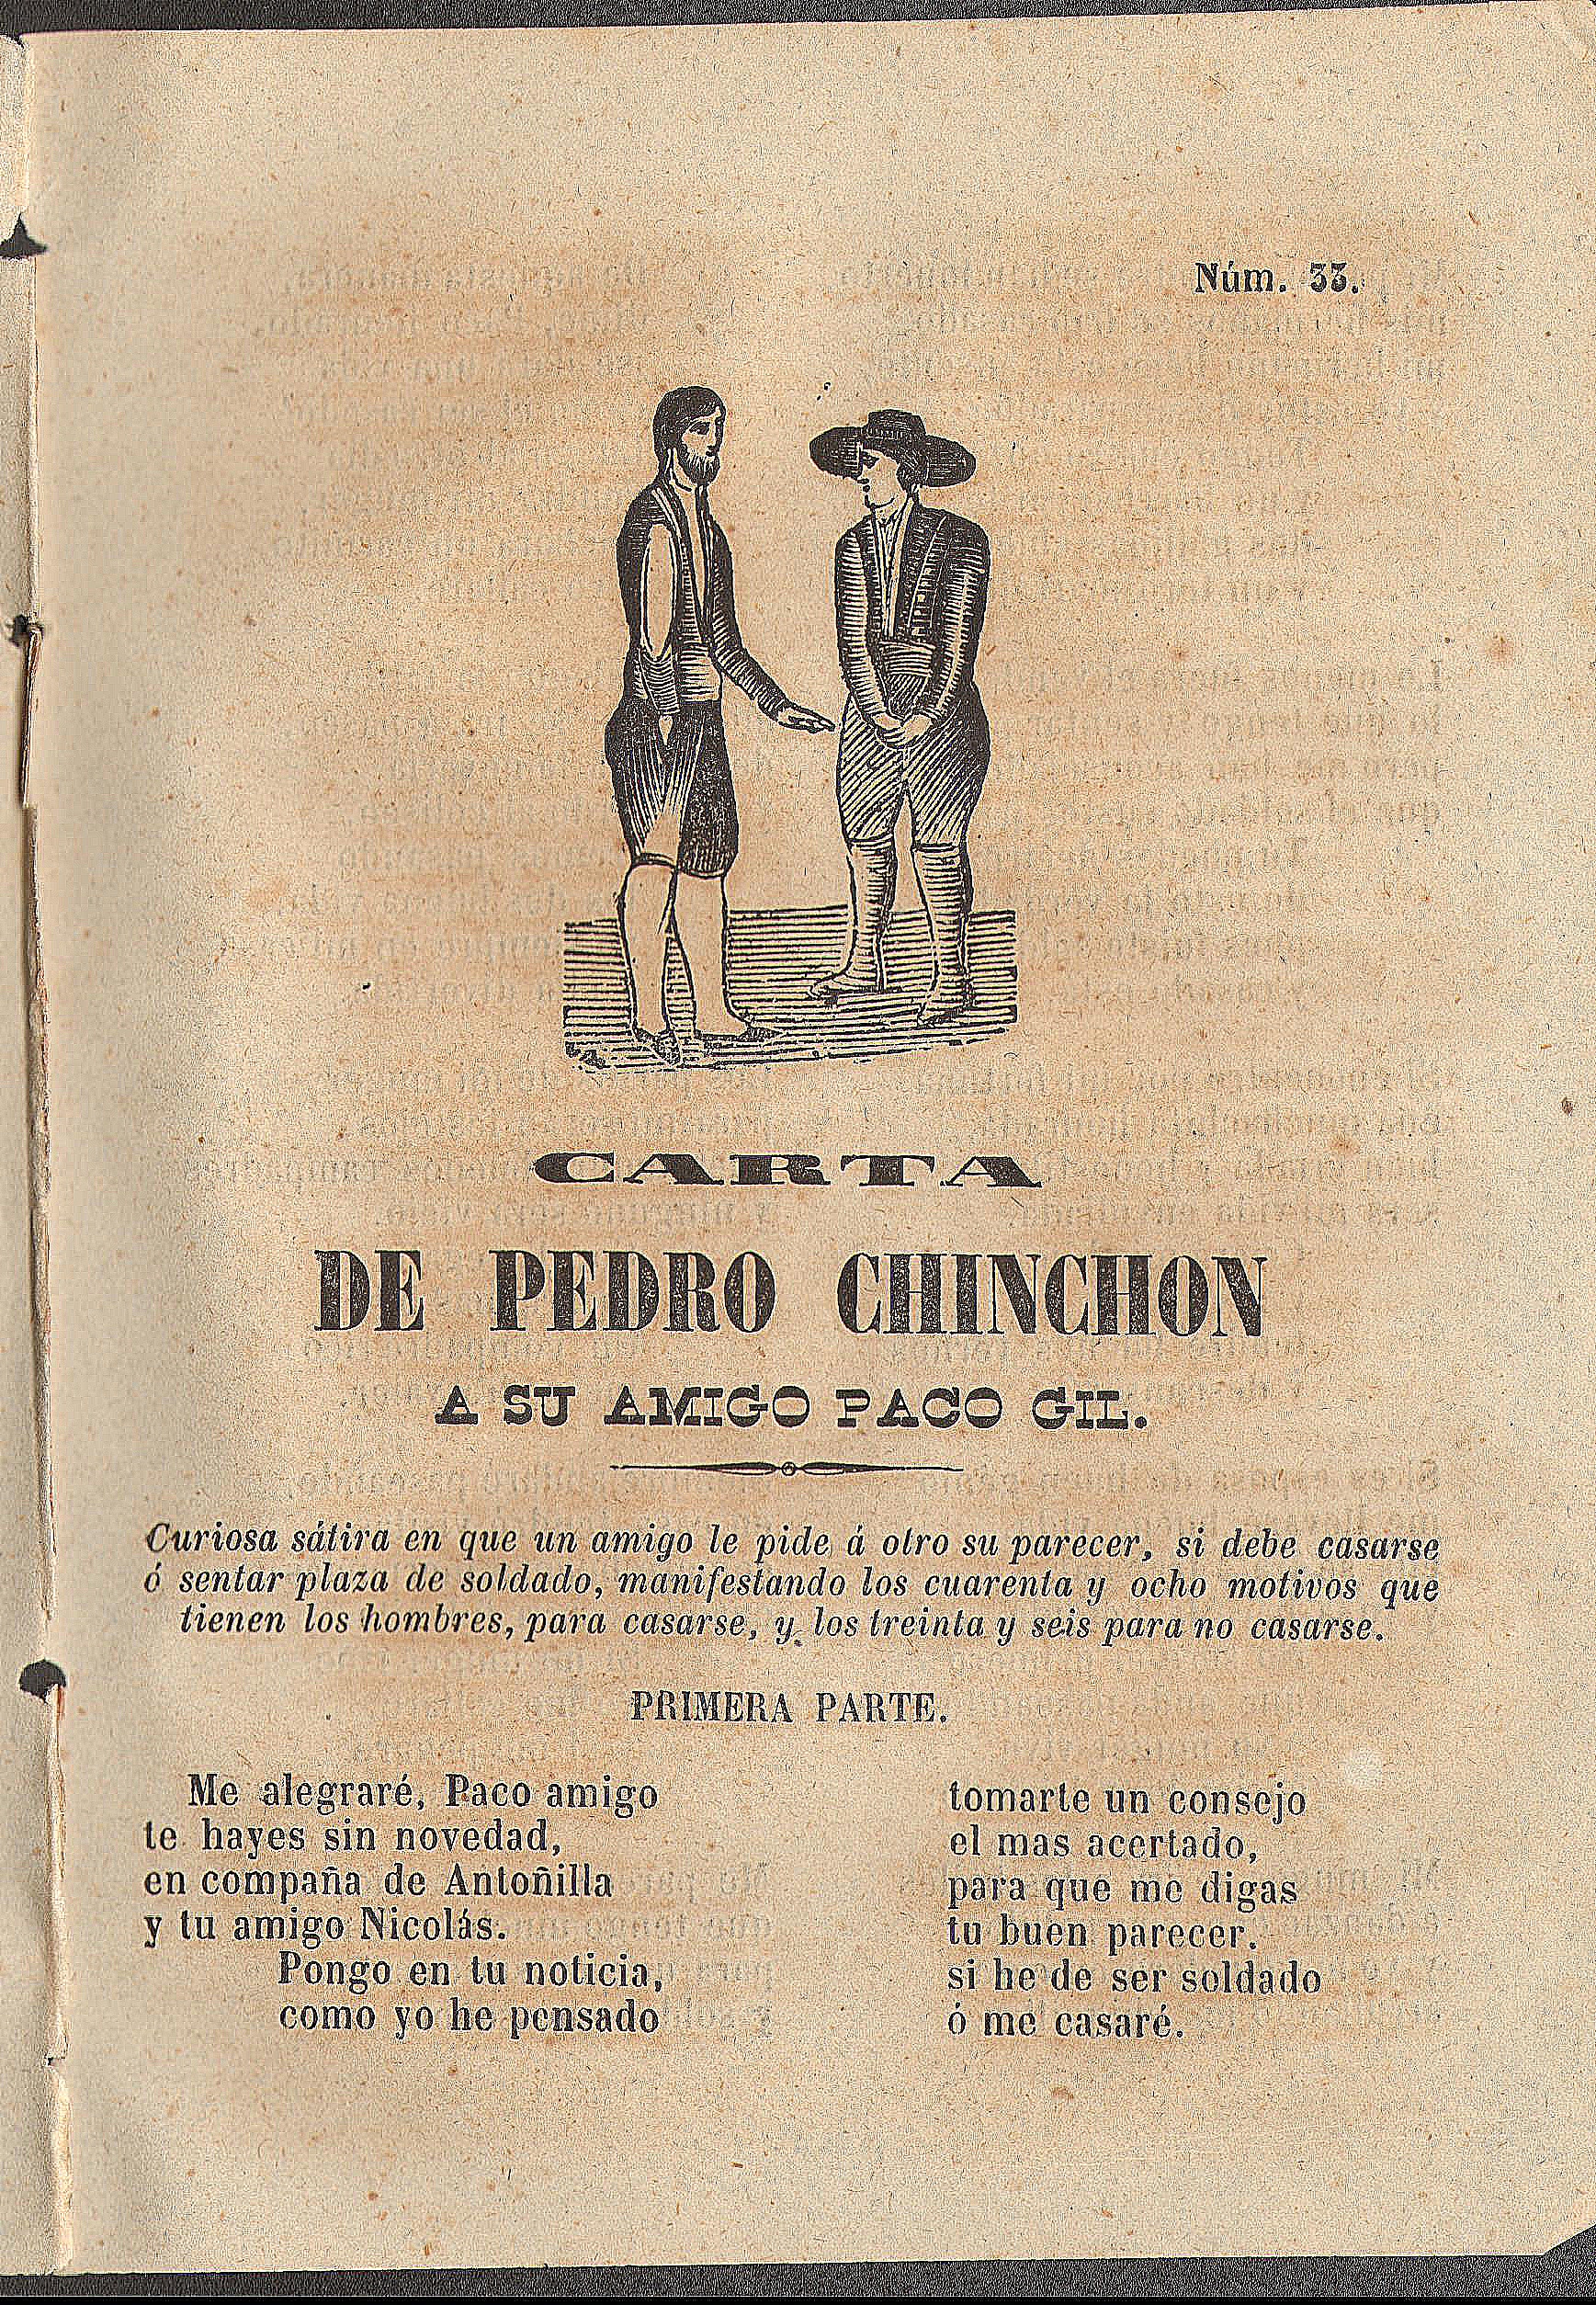 Núm. 33.
CARTA
DE PEDRO CHINCHON
A SU AMIGO PACO GIL.
Curiosa sátira en que un amigo le pide á otro su parecer, si debe casarse
ó sentar plaza de soldado, manifestando los cuarenta y ocho motivos que
tienen los hombres, para casarse, y los treinta y seis para no casarse.
PRIMERA PARTE.
Me alegraré, Paco amigo
te hayes sin novedad,
en compaña de Antoñilla
y tu amigo Nicolás.
Pongo en tu noticia,
como yo he pensado
tomarte un consejo
el mas acertado,
para que me digas
tu buen parecer.
si he de ser soldado
ó me casaré.